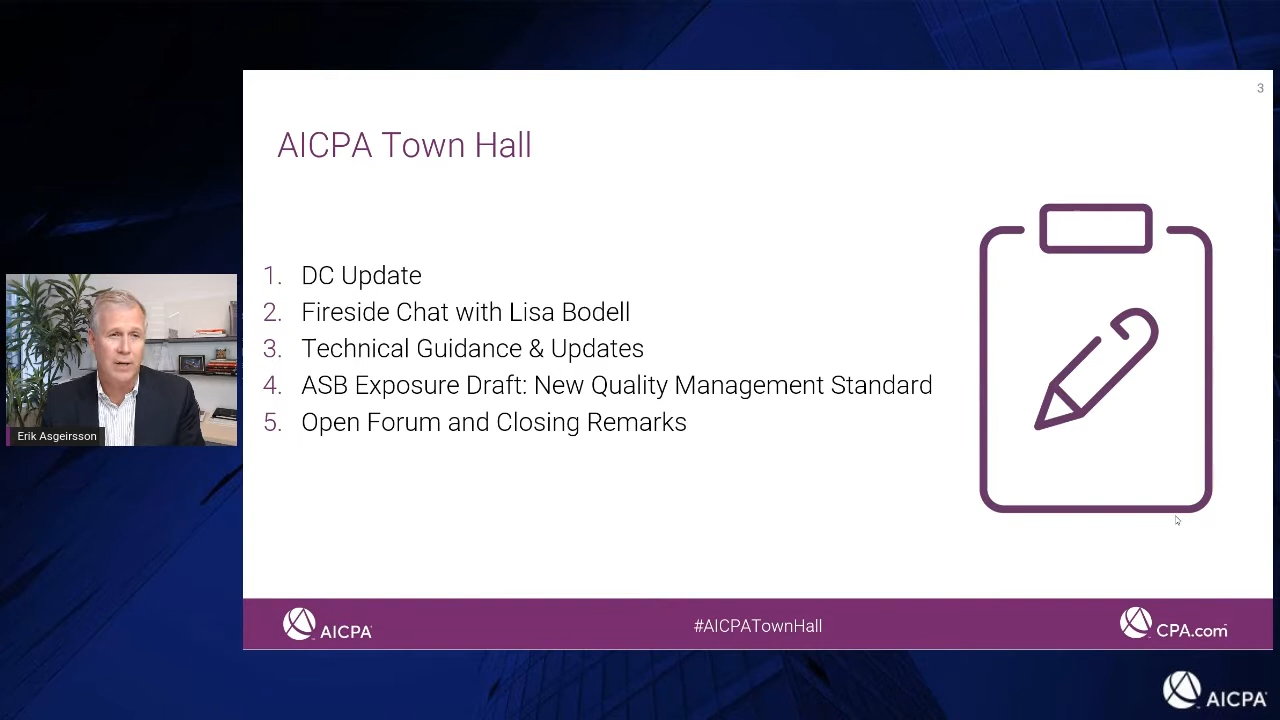 3
AICPA Town Hall
1. DC Update
2. Fireside Chat with Lisa Bodell
3. Technical Guidance & Updates
4. ASB Exposure Draft: New Quality Management Standard
5. Open Forum and Closing Remarks
Erik Asgeirsson
AICPA
#AICPATownHall
CPA.com
AICPA